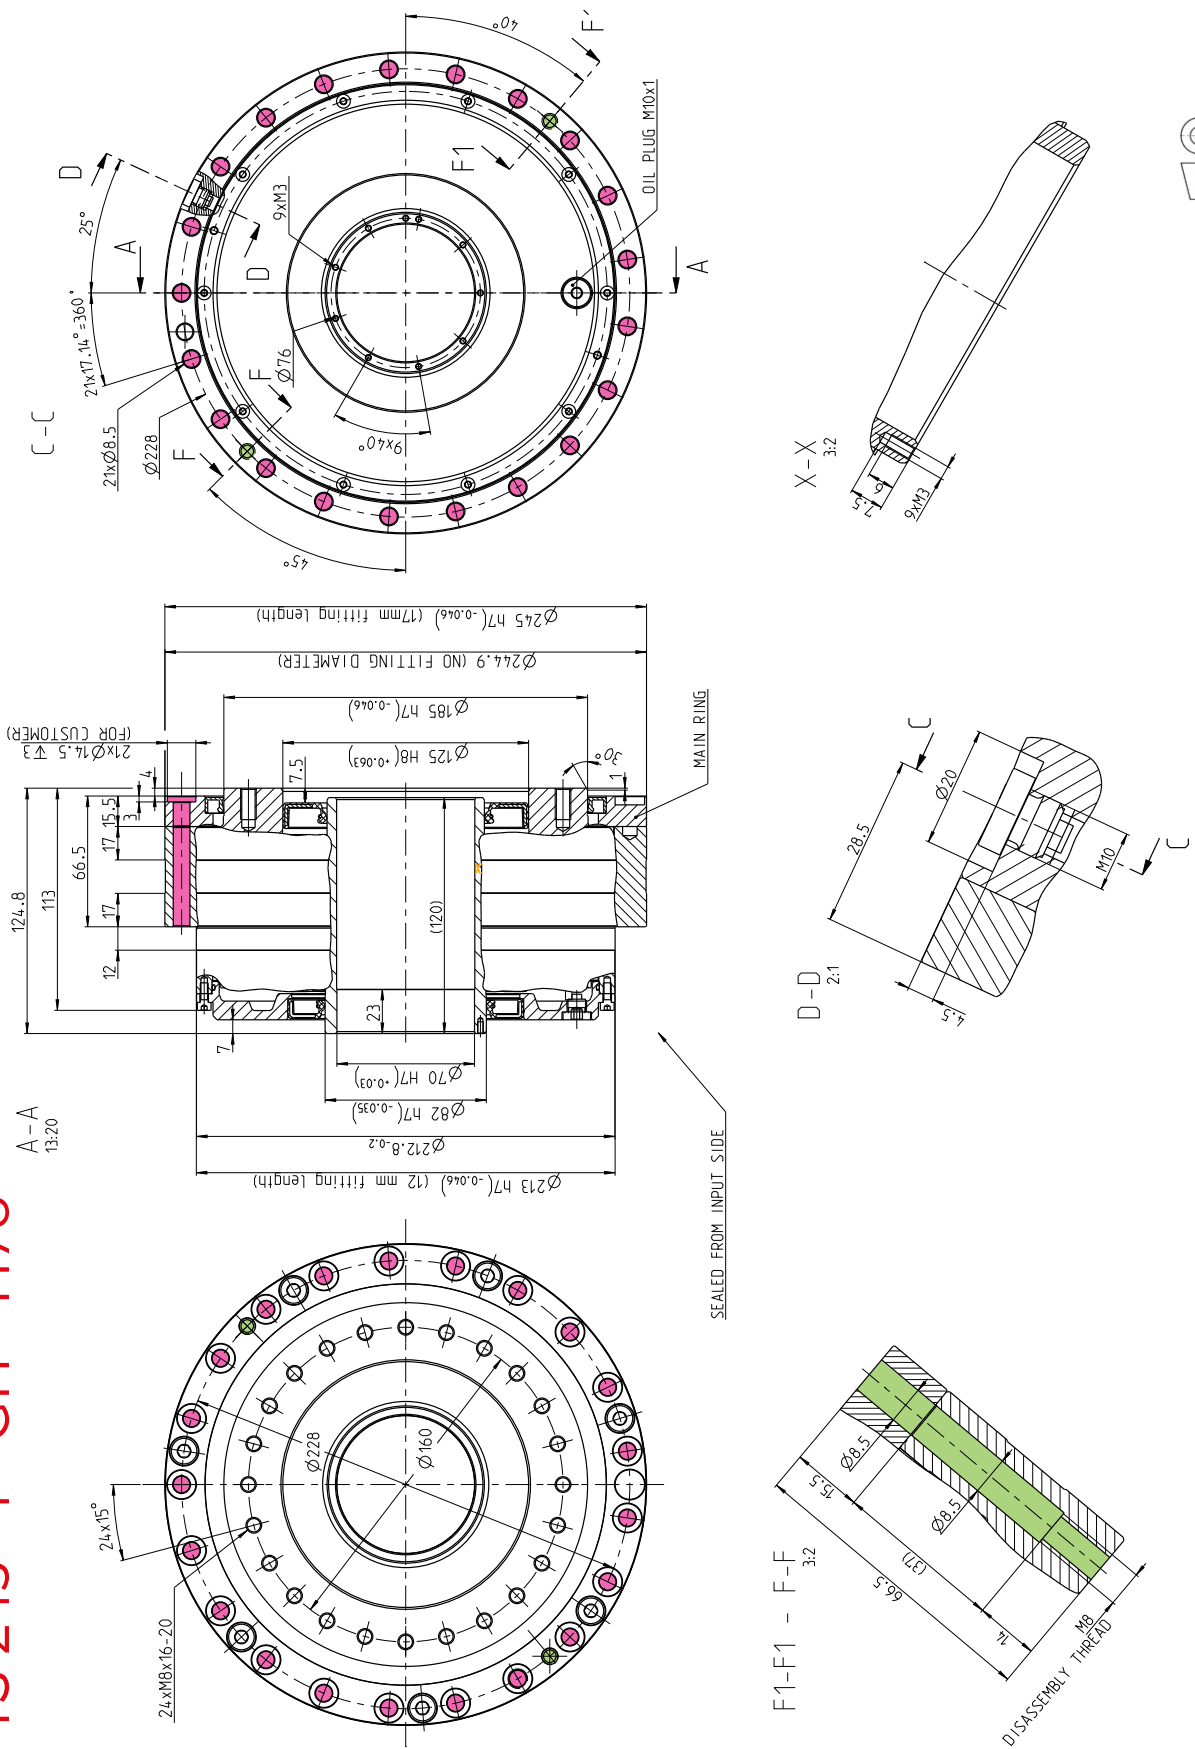 C-C
40°
F'
D
25°
A
21x17.14°=360°
21xØ8.5
Ø228
F
45°
F
Ø76
9x40°
9xM3
D
F1
OIL PLUG M10x1
A
X-X
3:2
7.5
6
9xM3
Ø245 h7(-0.046) (17mm fitting length)
Ø244.9 (NO FITTING DIAMETER)
Ø185 h7(-0.046)
Ø125 H8(+0.063)
21xØ14.5 ↧3
(FOR CUSTOMER)
4
3
15.5
17
66.5
17
113
12
124.8
7.5
30°
1
MAIN RING
(120)
23
7
Ø70 H7(+0.03)
Ø82 h7(-0.035)
Ø212.8-0.2
Ø213 h7(-0.046) (12 mm fitting length)
A-A
13:20
SEALED FROM INPUT SIDE
D-D
2:1
28.5
Ø20
M10
4.5
C
C
24x15°
24xM8x16-20
Ø228
Ø160
F1-F1 - F-F
3:2
Ø8.5
Ø8.5
15.5
(37)
66.5
14
M8
DISASSEMBLY THREAD